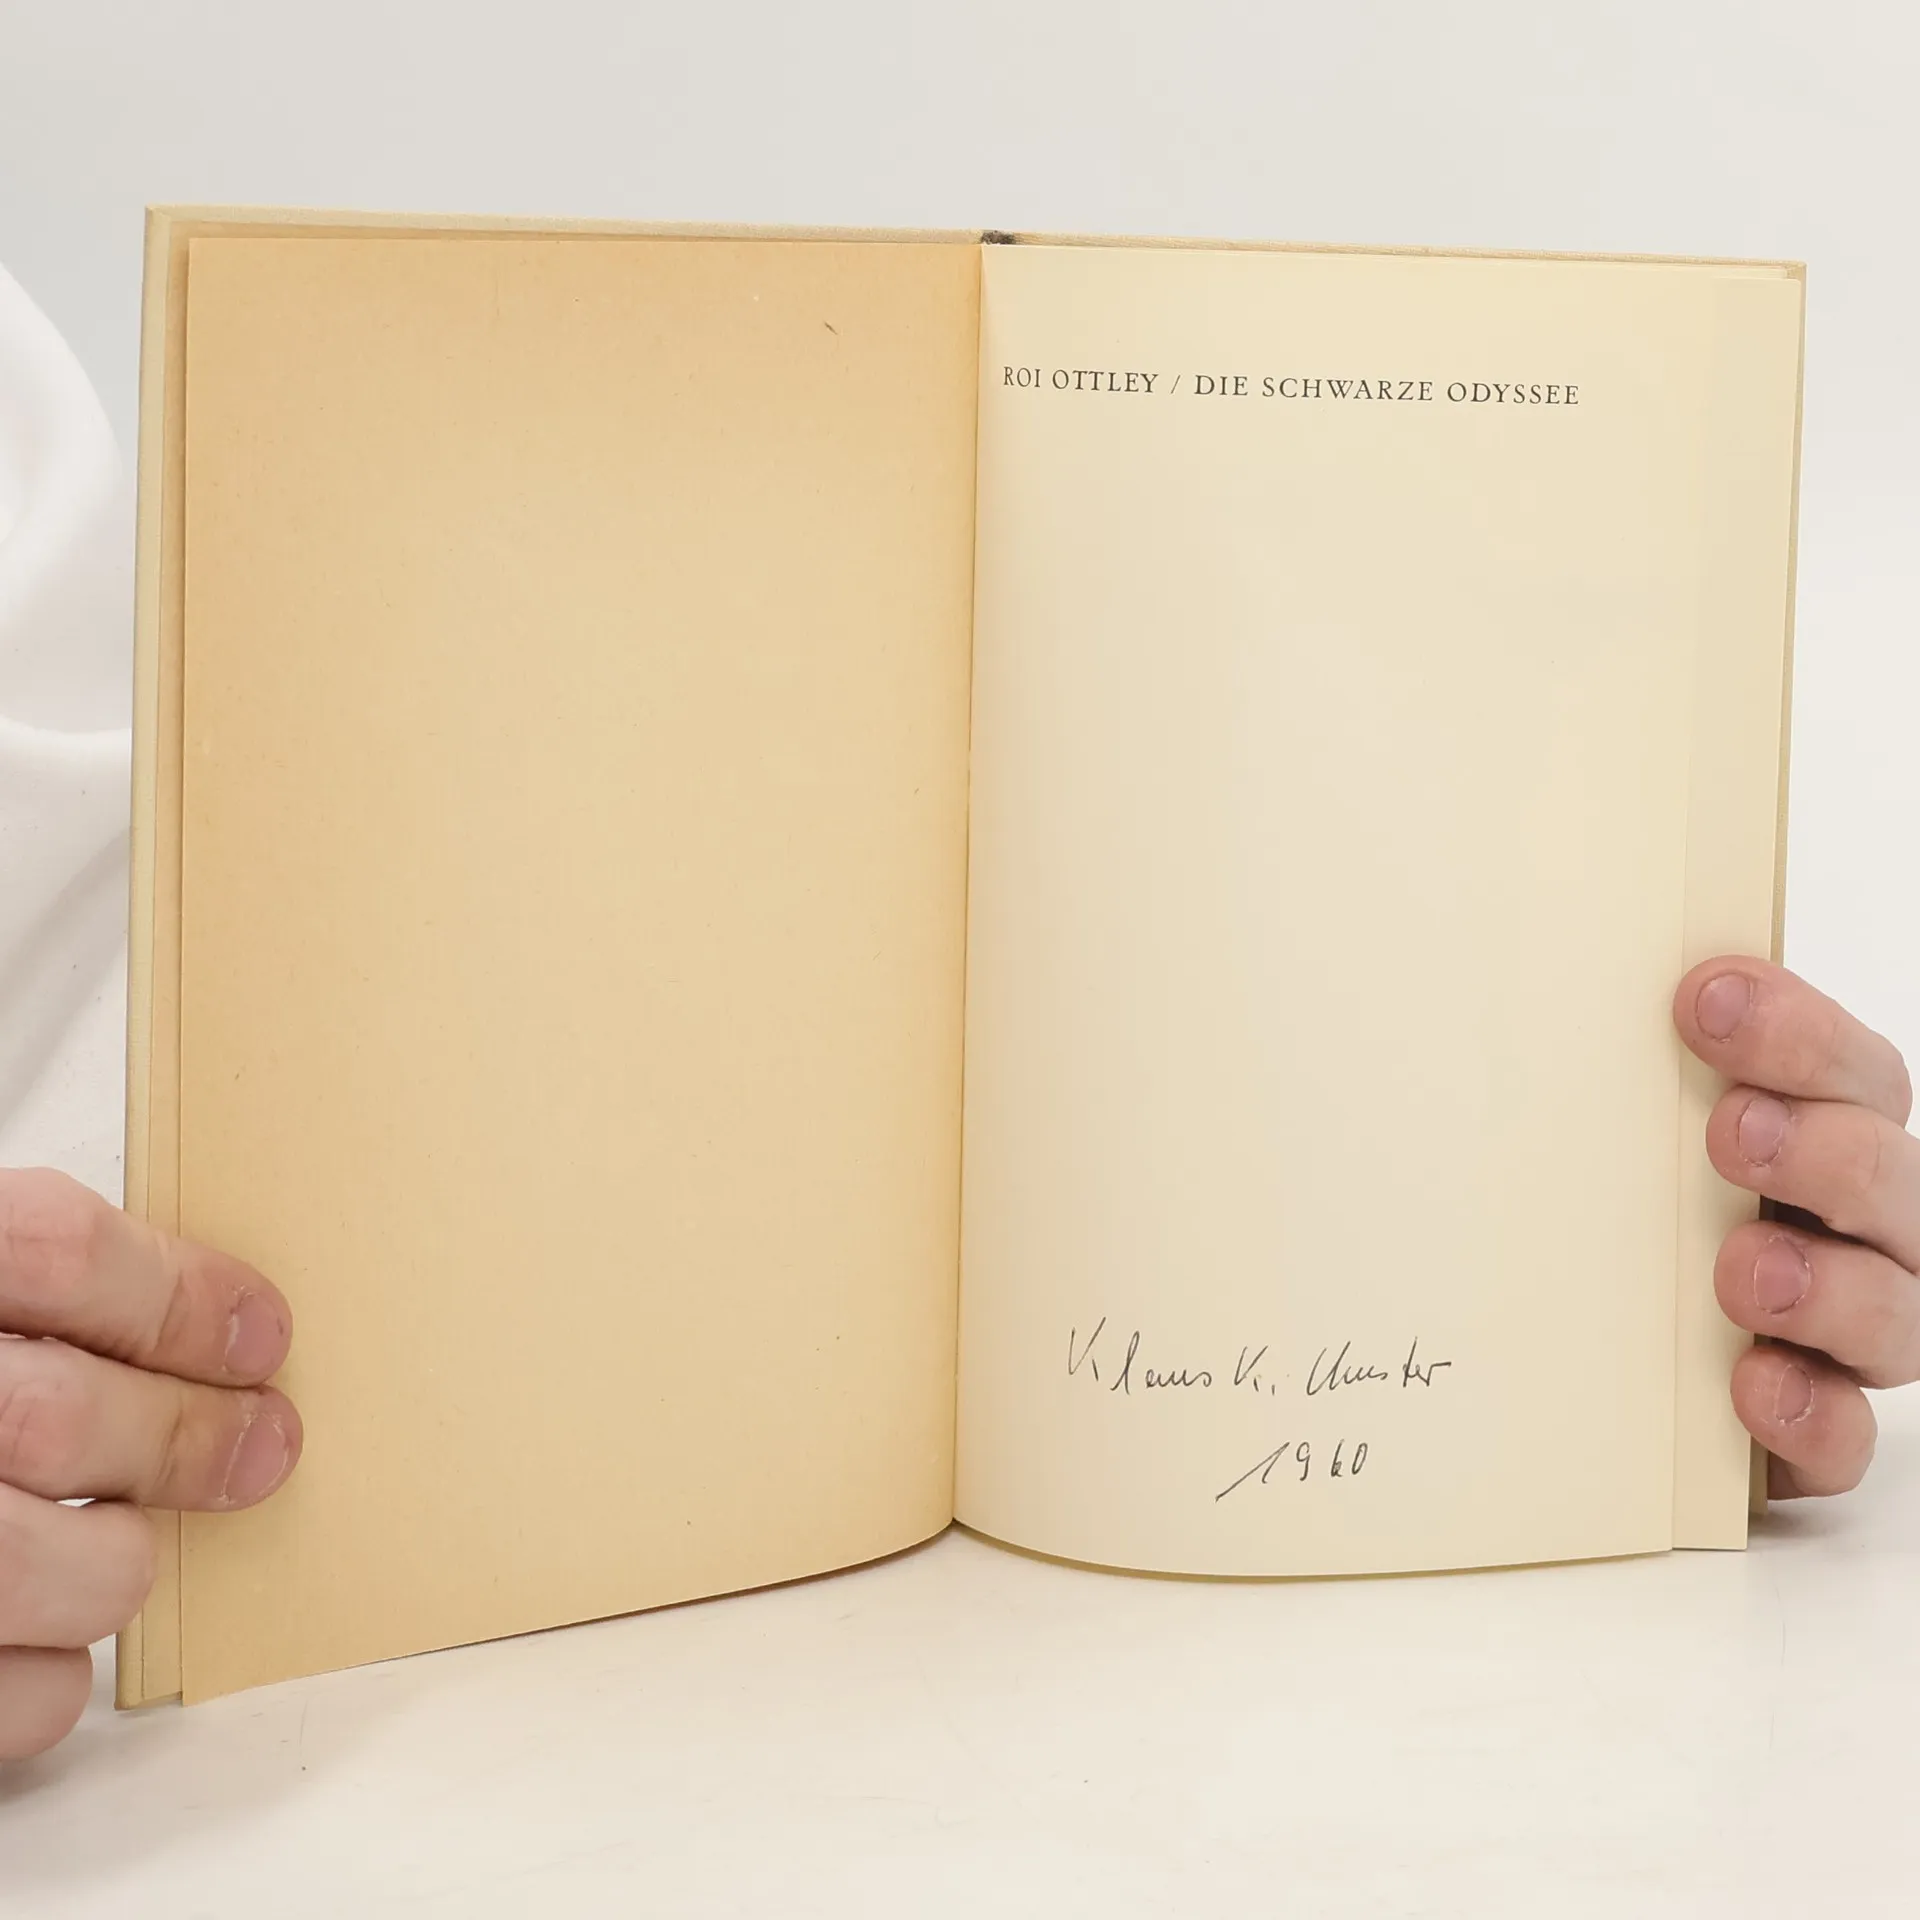 ROI OTTLEY / DIE SCHWARZE ODYSSEE
Klaus K.
1960